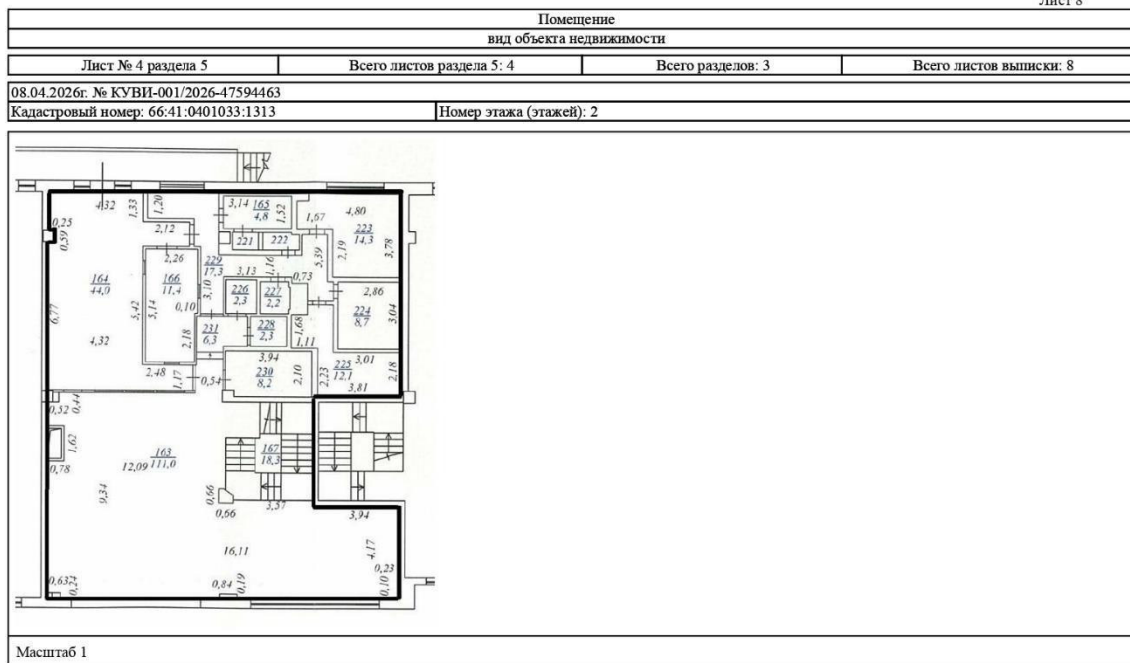 Лист 8
Помещение
вид объекта недвижимости
Лист № 4 раздела 5 Всего листов раздела 5: 4 Всего разделов: 3 Всего листов выписки: 8
08.04.2026г. № КУВИ-001/2026-47594463
Кадастровый номер: 66:41:0401033:1313 Номер этажа (этажей): 2
4,32 1,33 1,20 3,14 165 4,8 1,52 1,67 4,80 223 14,3 3,78
0,25 0,59 2,12 221 222 5,39 2,19
164 44,0 2,26 166 11,4 229 17,3 3,13 1,16 0,73
6,77 5,42 5,14 0,10 3,10 226 2,3 227 2,2 2,86 224 8,7 3,04
4,32 2,18 231 6,3 228 2,3 1,68 1,11
2,48 1,17 0,54 3,94 230 8,2 2,10 2,23 225 12,1 3,01 3,81 2,18
0,52 0,44
1,62 0,78 12,09 163 111,0 167 18,3
9,34 0,66 0,66 3,57 3,94
16,11 4,17
0,63 0,24 0,84 0,19 0,23 0,10
Масштаб 1